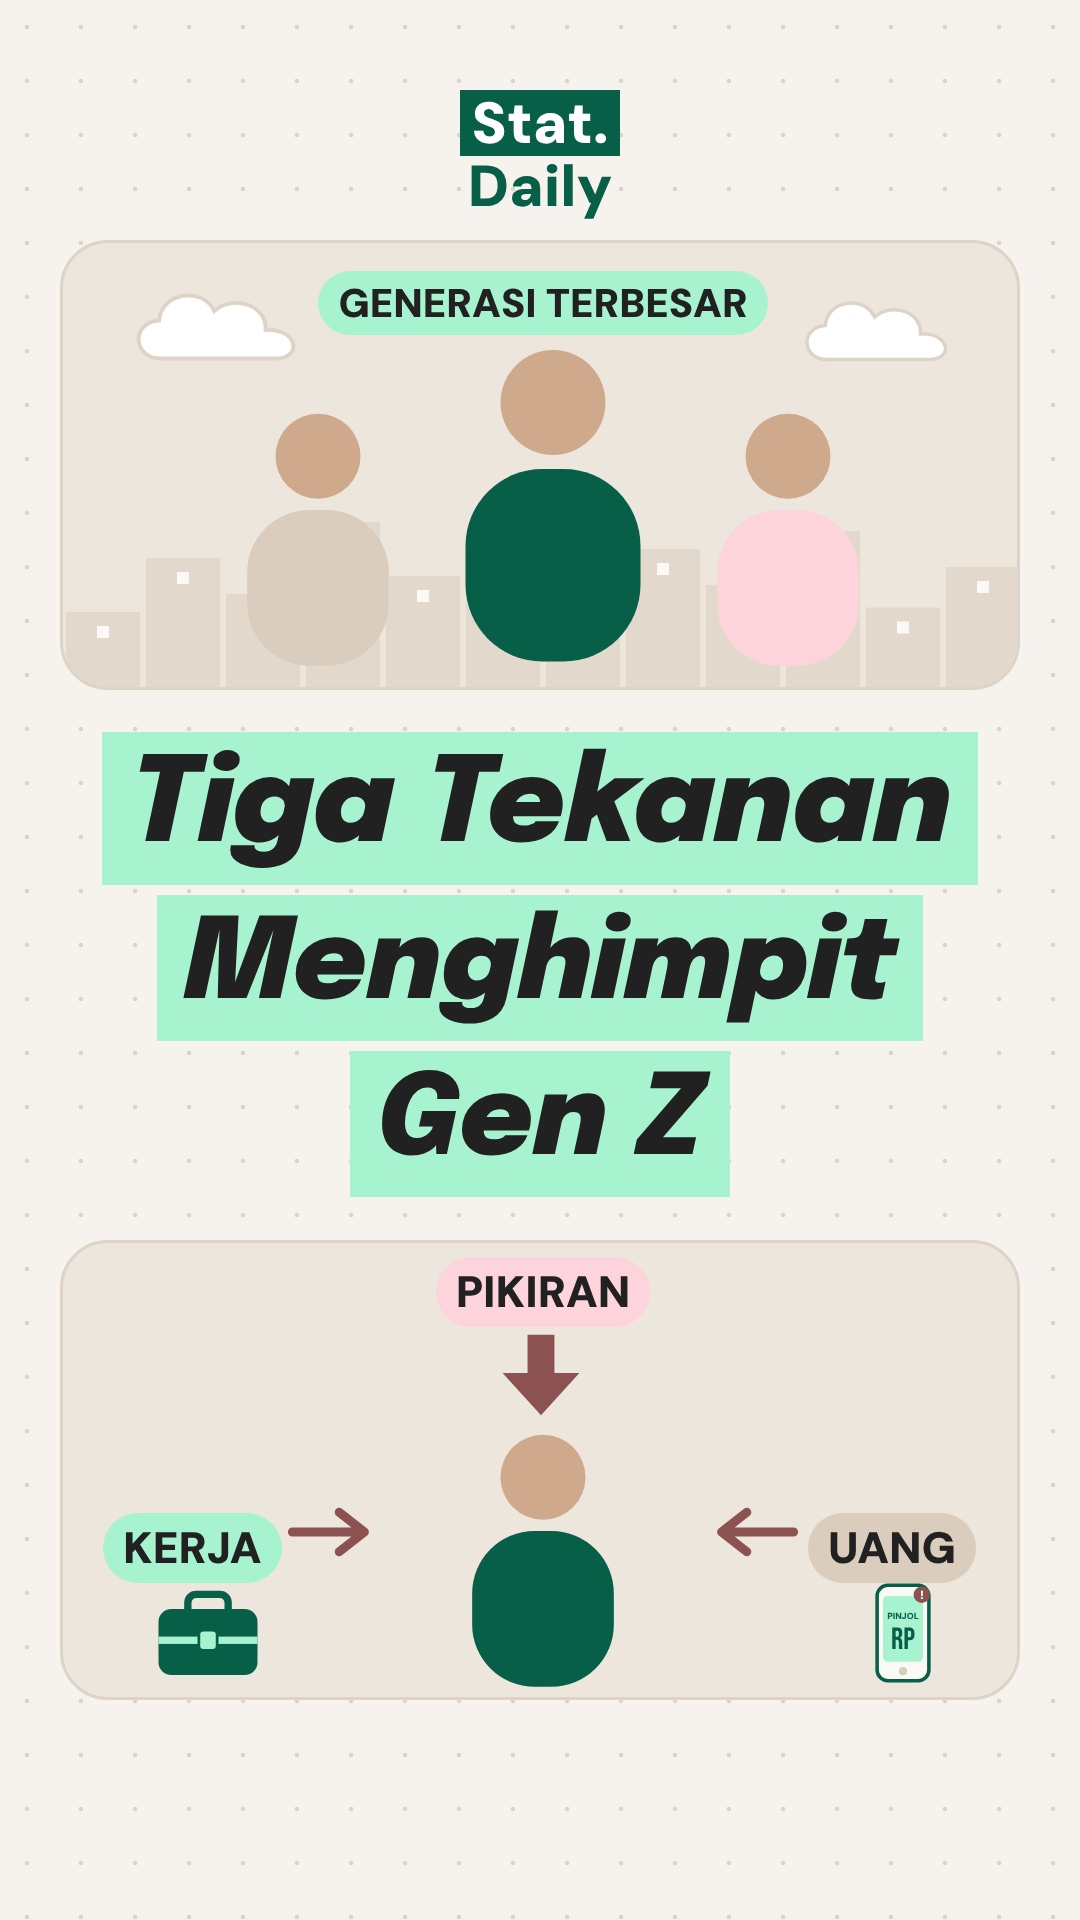 Stat.
Daily
GENERASI TERBESAR
Tiga Tekanan
Menghimpit
Gen Z
PIKIRAN
KERJA
UANG
!
PINJOL
RP